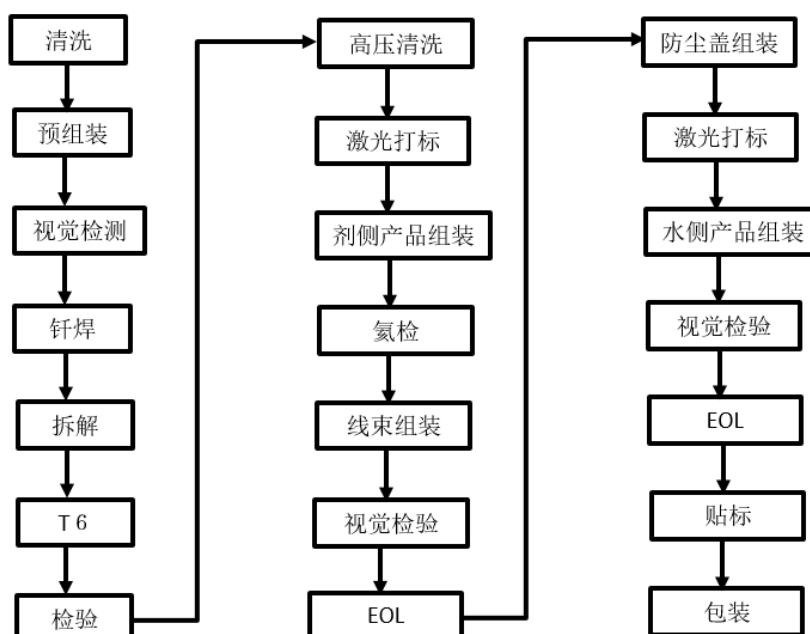 清洗
预组装
视觉检测
钎焊
拆解
T 6
检验
高压清洗
激光打标
剂侧产品组装
氦检
线束组装
视觉检验
EOL
防尘盖组装
激光打标
水侧产品组装
视觉检验
EOL
贴标
包装